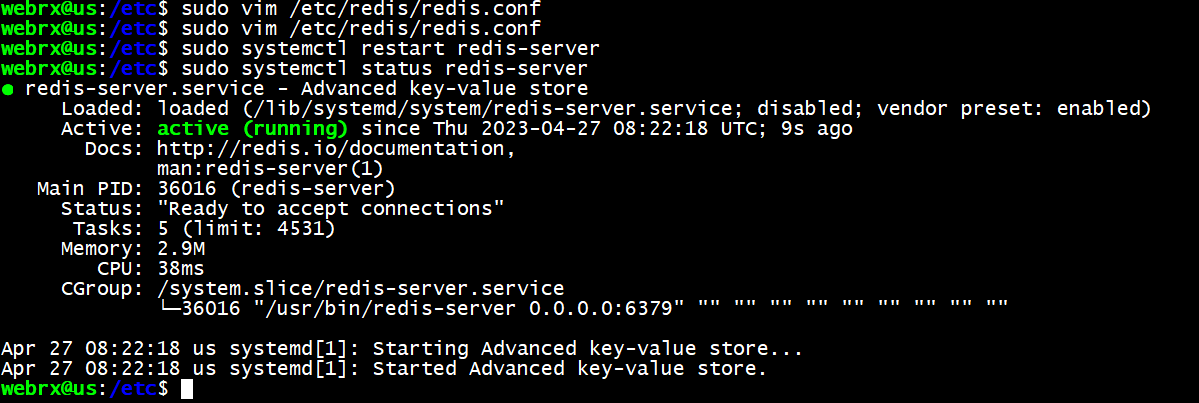 webrx@us:/etc$ sudo vim /etc/redis/redis.conf
webrx@us:/etc$ sudo vim /etc/redis/redis.conf
webrx@us:/etc$ sudo systemctl restart redis-server
webrx@us:/etc$ sudo systemctl status redis-server
● redis-server.service - Advanced key-value store
     Loaded: loaded (/lib/systemd/system/redis-server.service; disabled; vendor preset: enabled)
     Active: active (running) since Thu 2023-04-27 08:22:18 UTC; 9s ago
       Docs: http://redis.io/documentation,
             man:redis-server(1)
   Main PID: 36016 (redis-server)
     Status: "Ready to accept connections"
      Tasks: 5 (limit: 4531)
     Memory: 2.9M
        CPU: 38ms
     CGroup: /system.slice/redis-server.service
             └─36016 "/usr/bin/redis-server 0.0.0.0:6379" "" "" "" "" "" "" "" "" ""

Apr 27 08:22:18 us systemd[1]: Starting Advanced key-value store...
Apr 27 08:22:18 us systemd[1]: Started Advanced key-value store.
webrx@us:/etc$